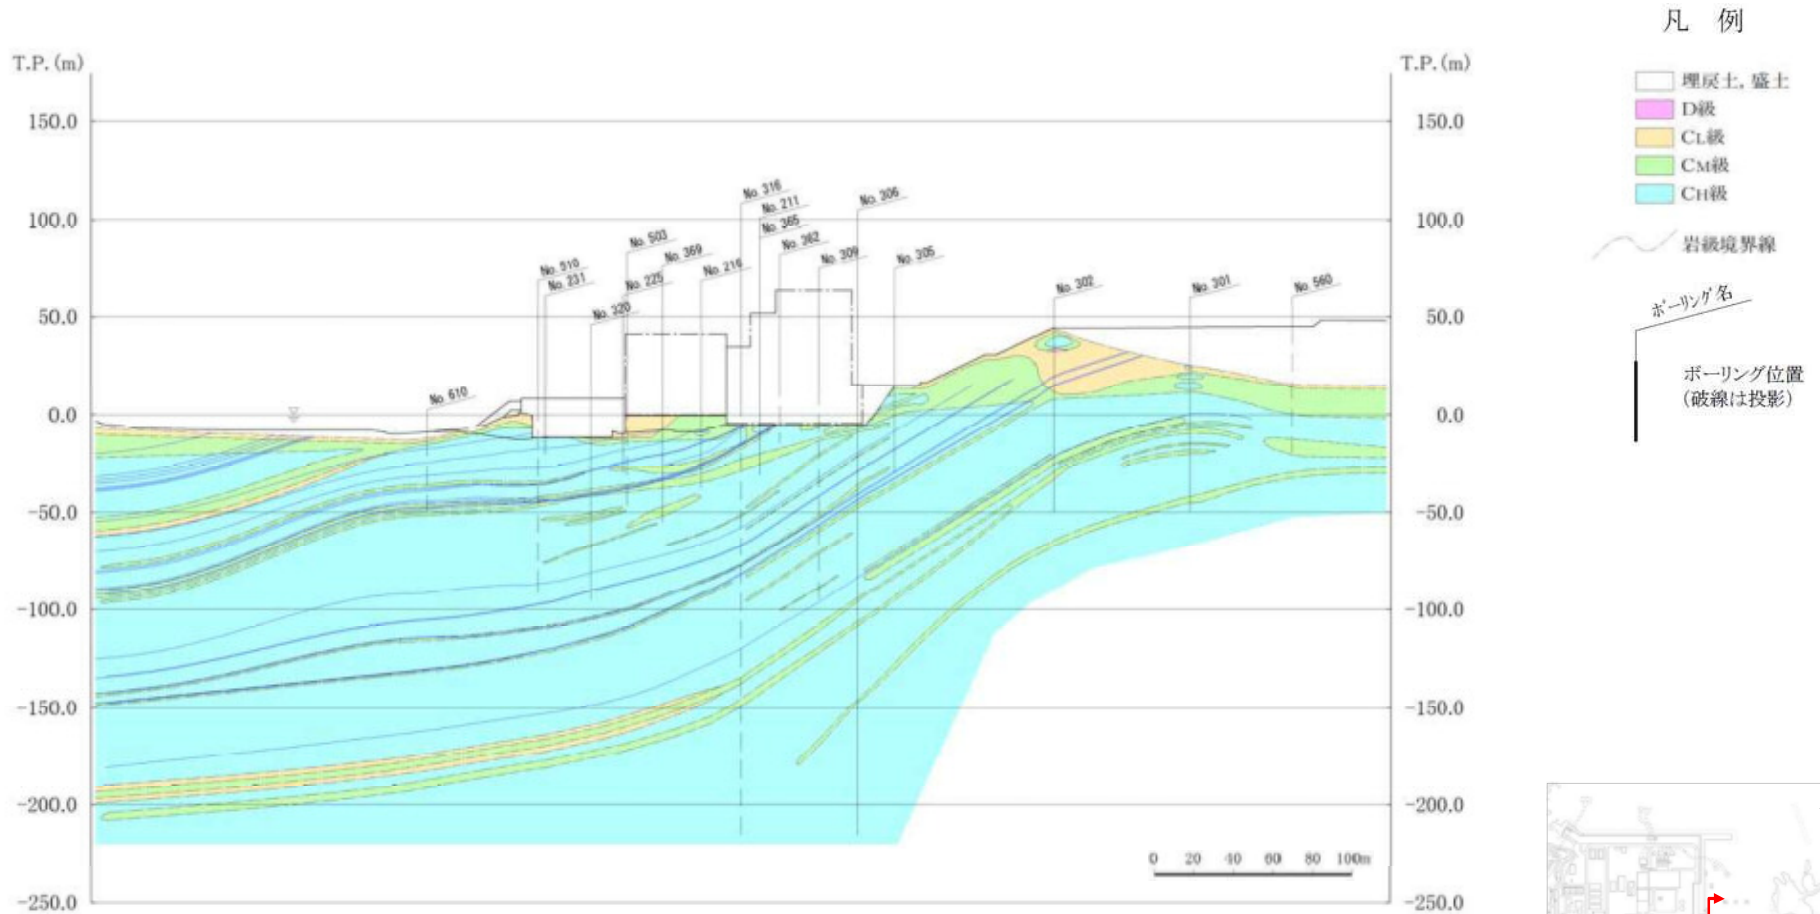 凡 例
T.P.(m)
T.P.(m)
埋戻土, 盛土
D級
CL級
CM級
CH級
岩級境界線
ボーリング名
ボーリング位置
(破線は投影)
150.0
150.0
100.0
100.0
50.0
50.0
0.0
0.0
-50.0
-50.0
-100.0
-100.0
-150.0
-150.0
-200.0
-200.0
-250.0
-250.0
No. 610
No. 510
No. 231
No. 320
No. 503
No. 225
No. 369
No. 216
No. 316
No. 211
No. 365
No. 362
No. 309
No. 306
No. 305
No. 302
No. 301
No. 560
0 20 40 60 80 100m